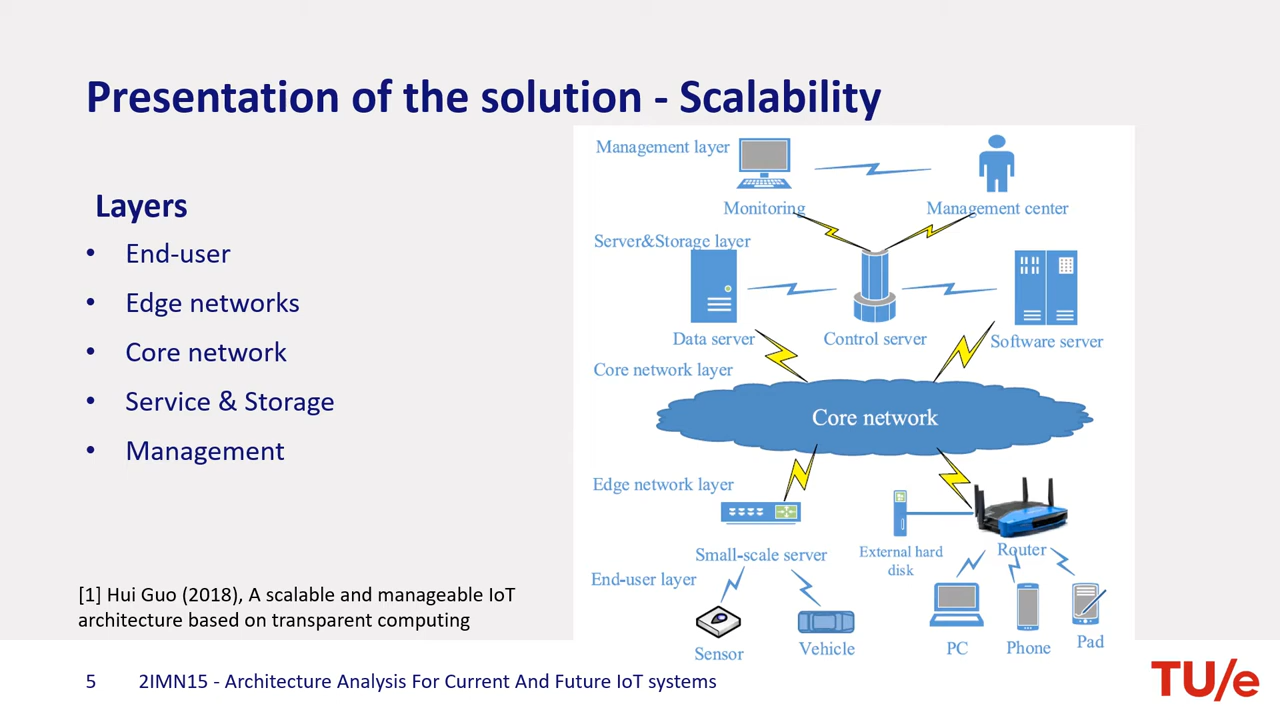 Presentation of the solution - Scalability
Layers
• End-user
• Edge networks
• Core network
• Service & Storage
• Management
[1] Hui Guo (2018), A scalable and manageable IoT
architecture based on transparent computing
Management layer
Monitoring
Management center
Server&Storage layer
Data server
Control server
Software server
Core network layer
Core network
Edge network layer
Small-scale server
External hard
disk
Router
End-user layer
Sensor
Vehicle
PC
Phone
Pad
5
2IMN15 - Architecture Analysis For Current And Future IoT systems
TU/e